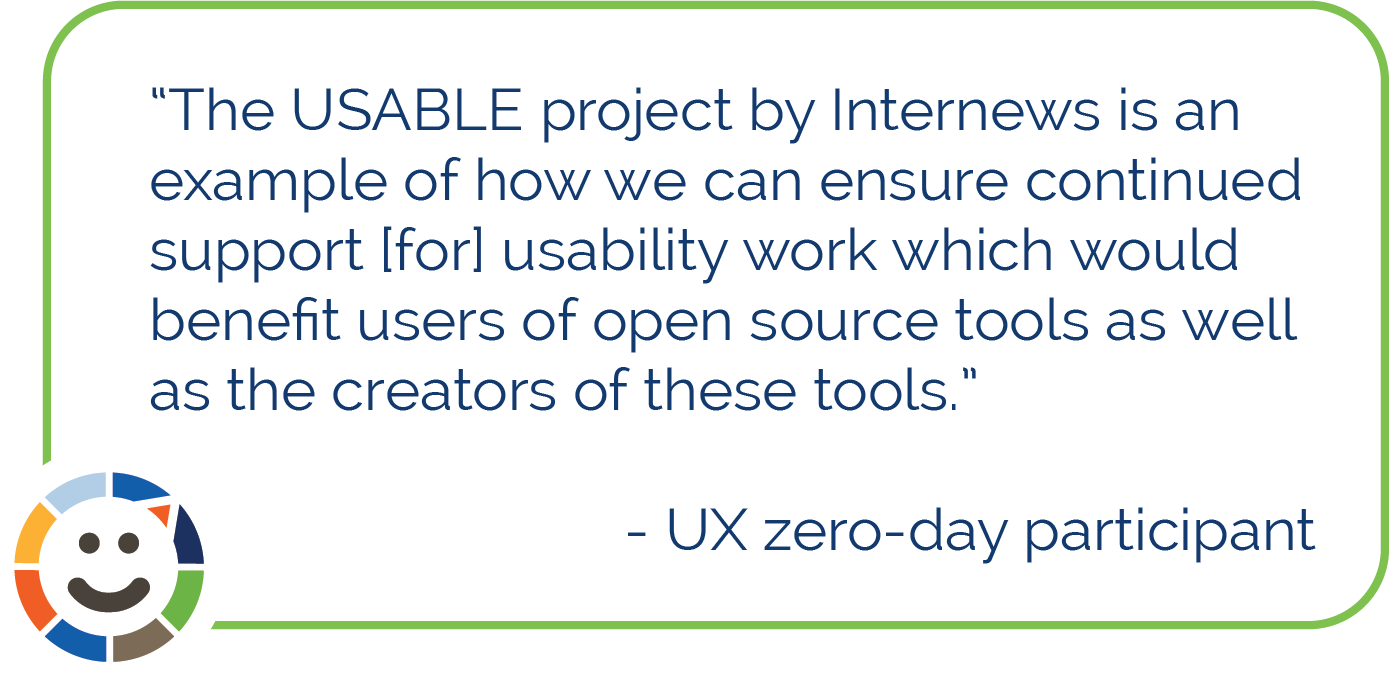 “The USABLE project by Internews is an
example of how we can ensure continued
support [for] usability work which would
benefit users of open source tools as well
as the creators of these tools.”
- UX zero-day participant